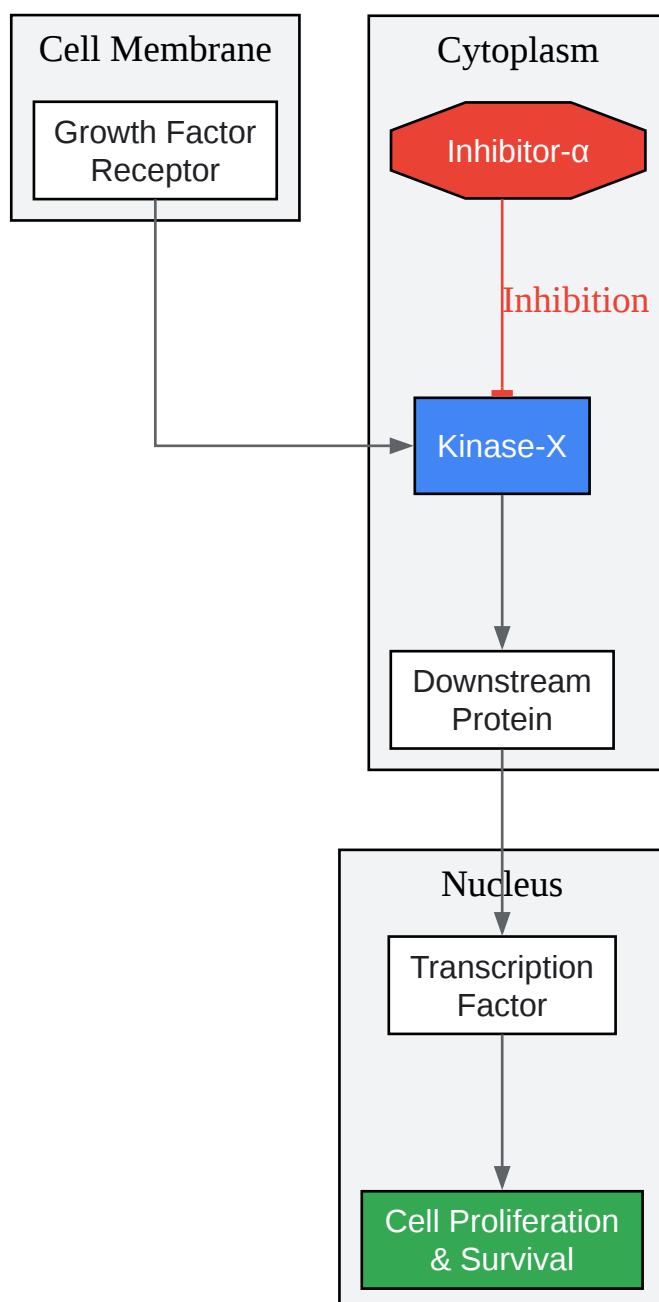 Cell Membrane
Growth Factor
Receptor
Cytoplasm
Inhibitor-α
Inhibition
Kinase-X
Downstream
Protein
Nucleus
Transcription
Factor
Cell Proliferation
& Survival